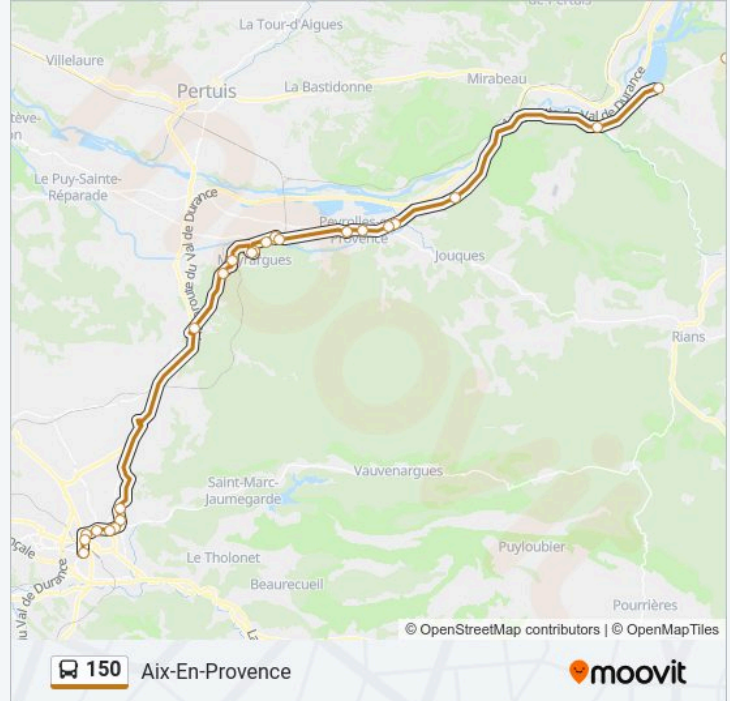 de Pertuis
La Tour-d'Aigues
Villelaure
Mirabeau
Pertuis
La Bastidonne
Val de Durance
Le Puy-Sainte-
Réparade
route du Val de Durance
Peyrolles-e
Provence
Meyrargues
Jouques
Rians
Vauvenargues
Saint-Marc-
Jaumegarde
Puyloubier
Le Tholonet
Beaurecueil
Pourrières
© OpenStreetMap contributors | © OpenMapTiles
150 Aix-En-Provence
moovit